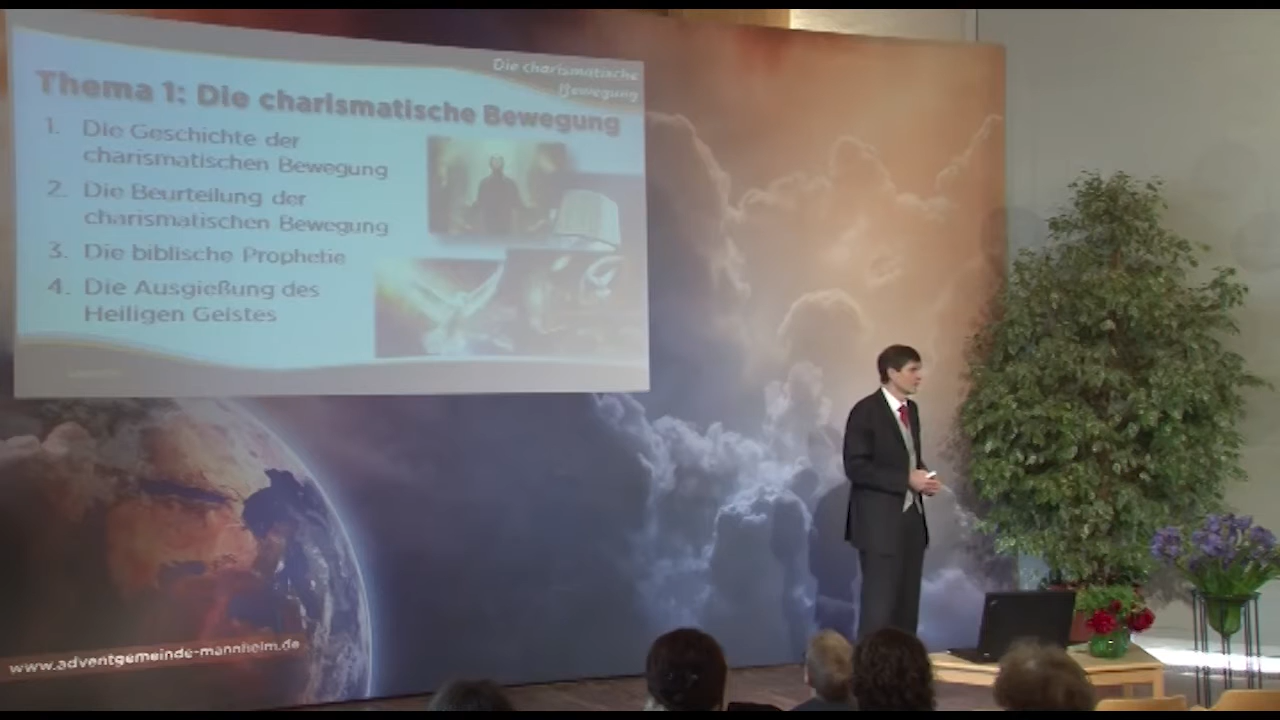 Die charismatische
Bewegung
Thema 1: Die charismatische Bewegung
1. Die Geschichte der
charismatischen Bewegung
2. Die Beurteilung der
charismatischen Bewegung
3. Die biblische Prophetie
4. Die Ausgießung des
Heiligen Geistes
www.adventgemeinde-mannheim.de